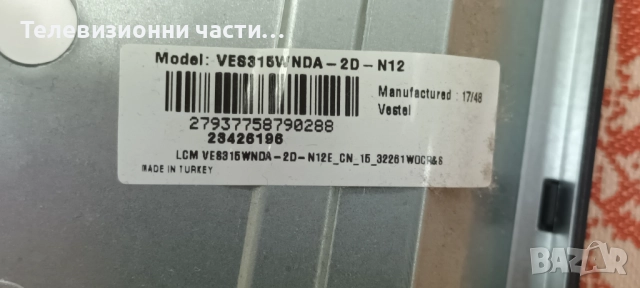 Телевизионни части...
Model: VES315WNDA-2D-N12
Manufactured : 17/48
Vestel
27937758790288
23426196
LCM VES315WNDA-2D-N12E_CN_15_32261WOCR&S
MADE IN TURKEY
BAZAR